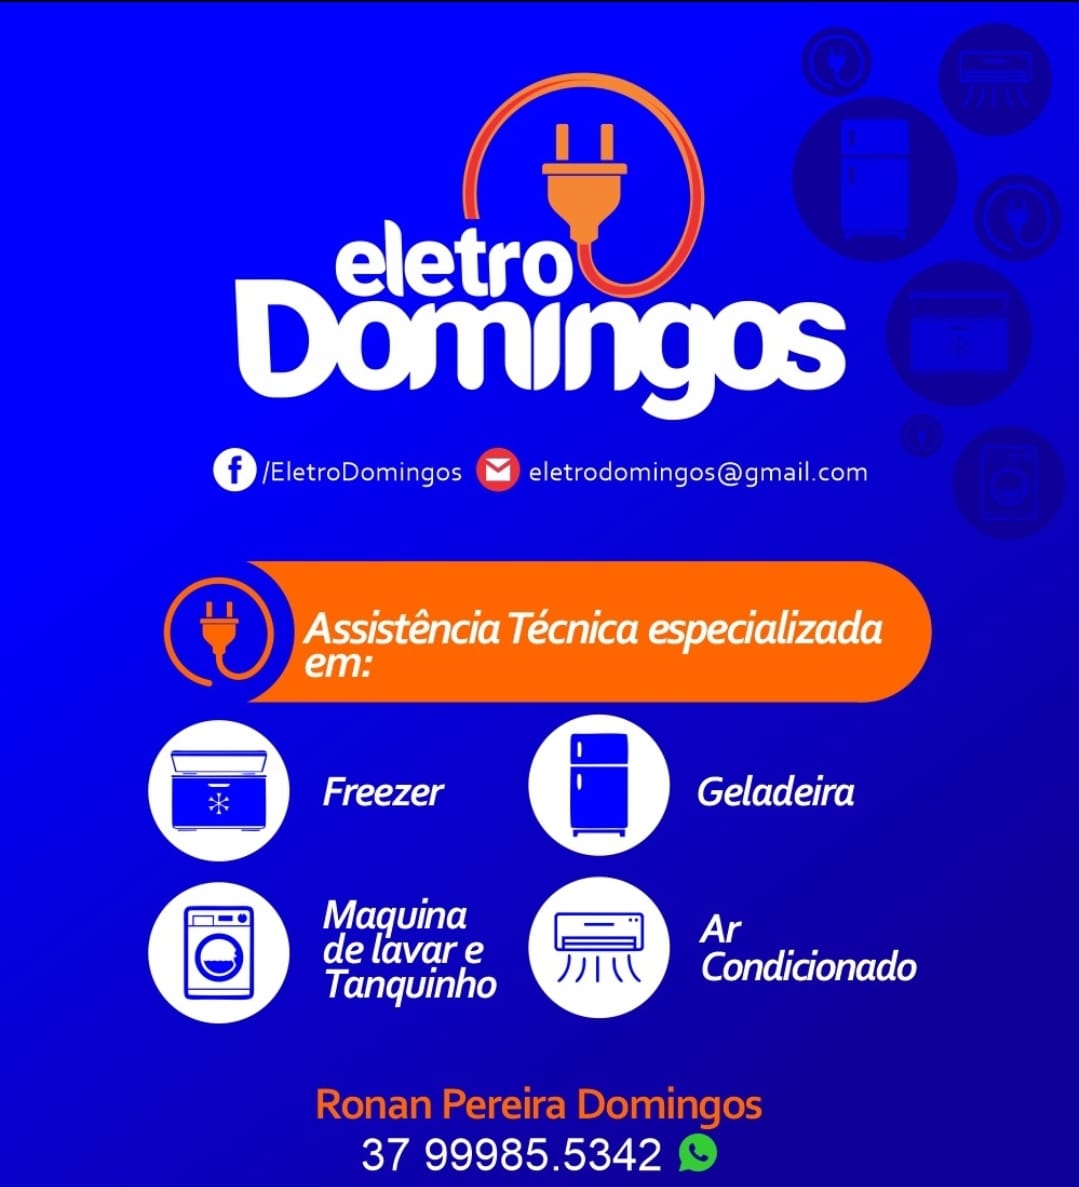 eletro
Domingos
/EletroDomingos eletrodomingos@gmail.com
Assistência Técnica especializada
em:
Freezer
Geladeira
Maquina
de lavar e
Tanquinho
Ar
Condicionado
Ronan Pereira Domingos
37 99985.5342